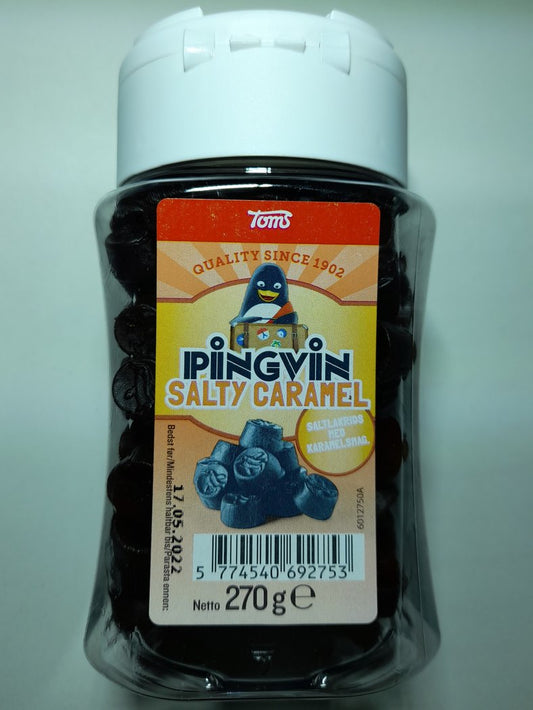 Toms
QUALITY SINCE 1902
PINGVIN
SALTY CARAMEL
SALTLAKRIDS
MED
KARAMELSMAG.
Bedst før/Mindestens haltbar bis/Parasta ennen:
17.05.2022
6012750A
5 774540 692753
Netto 270 g e